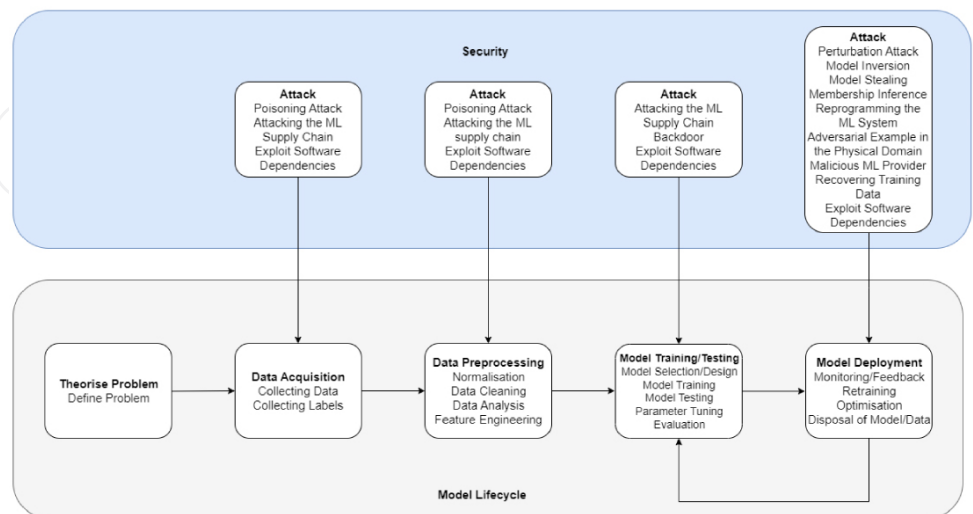 Security
Attack
Poisoning Attack
Attacking the ML
Supply Chain
Exploit Software
Dependencies
Attack
Poisoning Attack
Attacking the ML
supply chain
Exploit Software
Dependencies
Attack
Attacking the ML
Supply Chain
Backdoor
Exploit Software
Dependencies
Attack
Perturbation Attack
Model Inversion
Model Stealing
Membership Inference
Reprogramming the
ML System
Adversarial Example in
the Physical Domain
Malicious ML Provider
Recovering Training
Data
Exploit Software
Dependencies
Theorise Problem
Define Problem
Data Acquisition
Collecting Data
Collecting Labels
Data Preprocessing
Normalisation
Data Cleaning
Data Analysis
Feature Engineering
Model Training/Testing
Model Selection/Design
Model Training
Model Testing
Parameter Tuning
Evaluation
Model Deployment
Monitoring/Feedback
Retraining
Optimisation
Disposal of Model/Data
Model Lifecycle